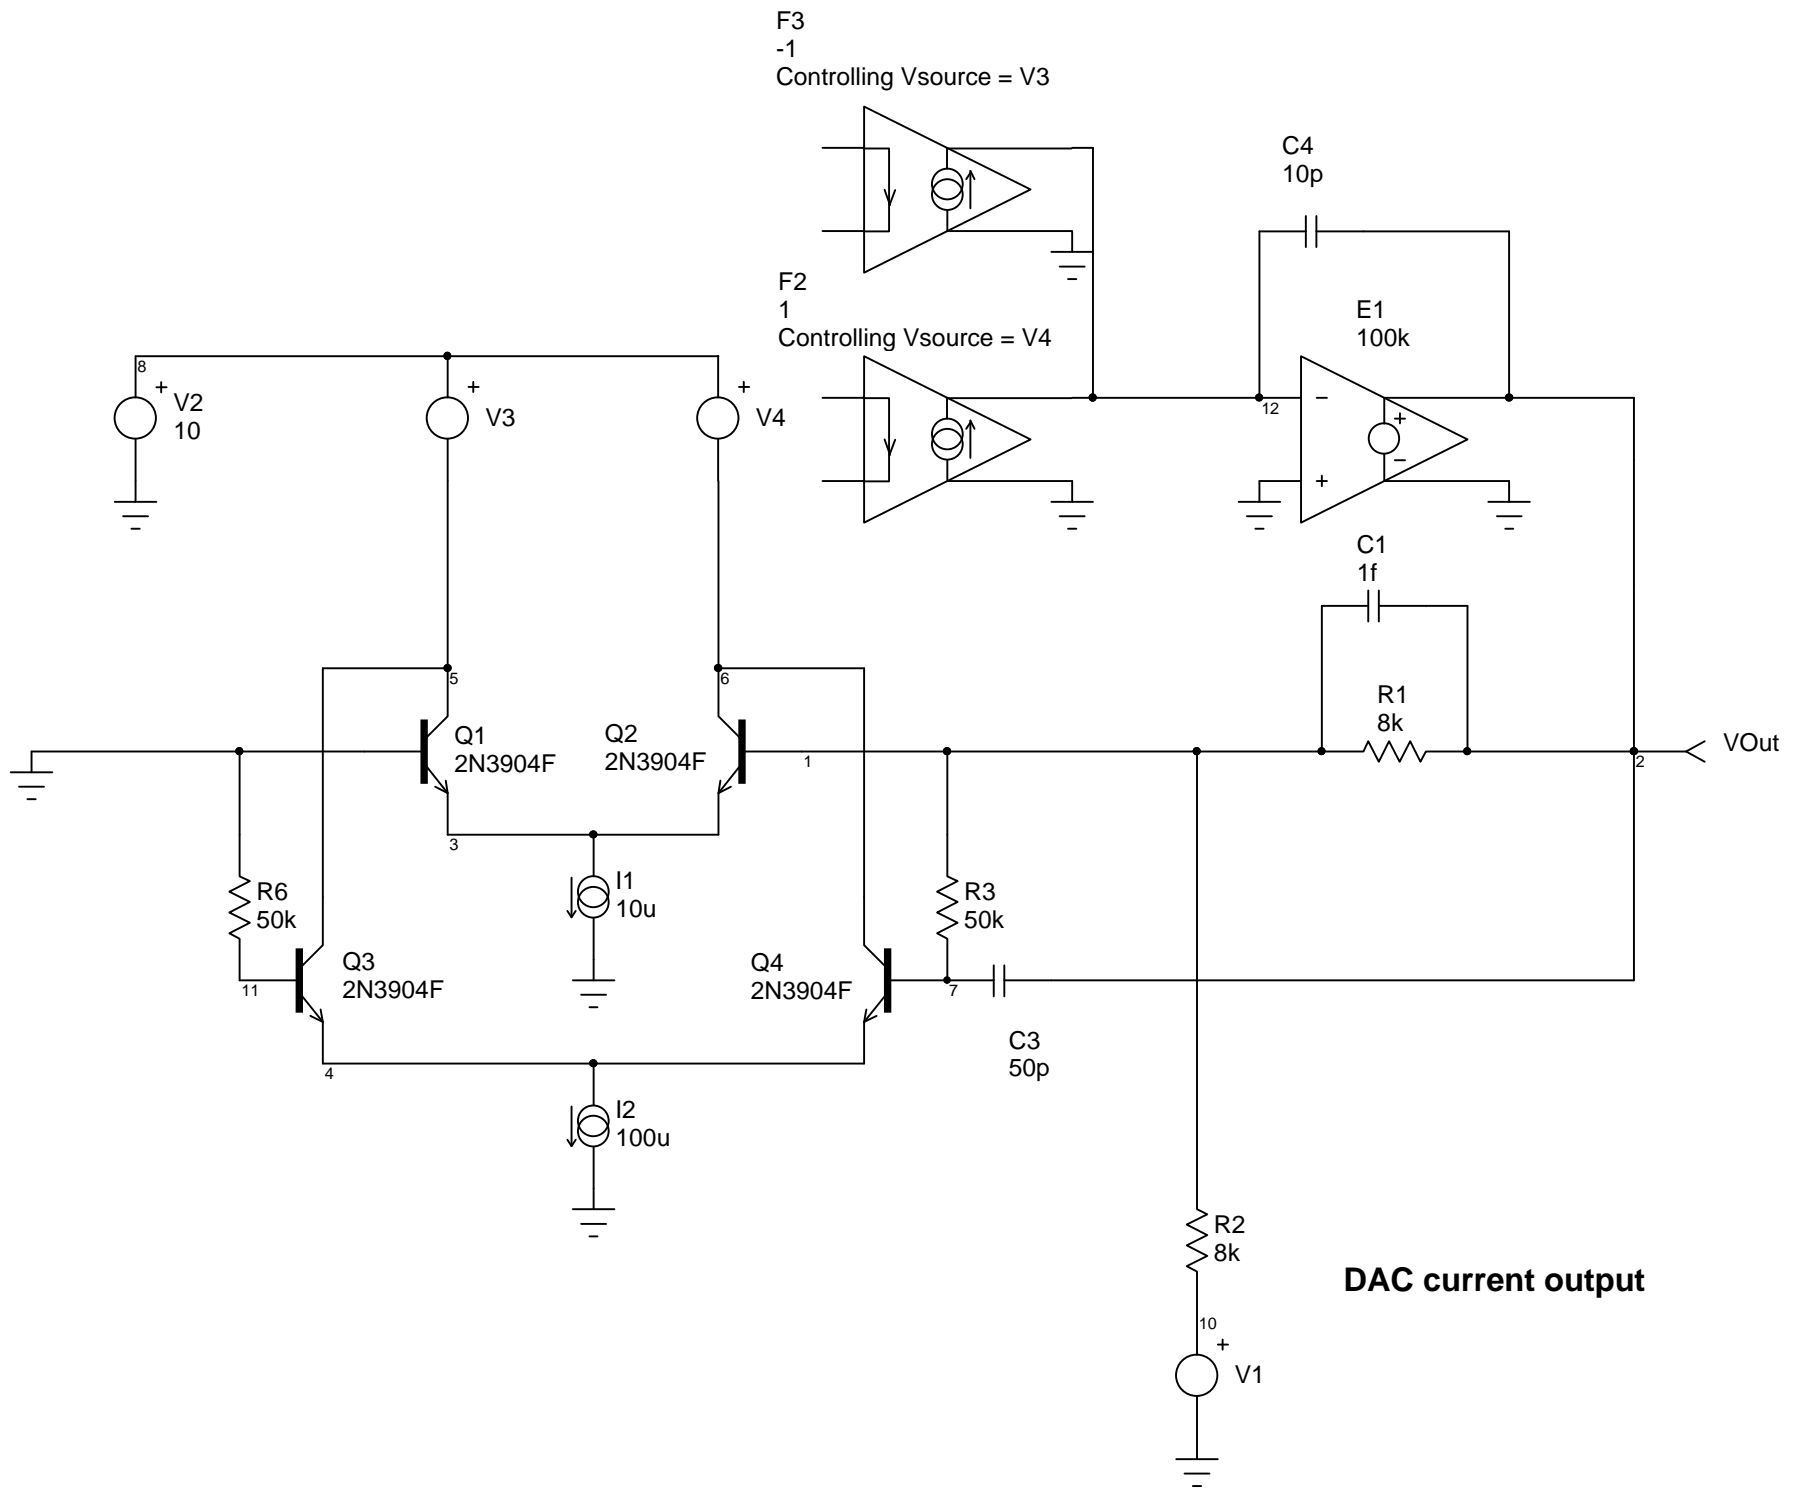 F3
-1
Controlling Vsource = V3
C4
10p
F2
1
Controlling Vsource = V4
E1
100k
8
+
V2
10
+
V3
+
V4
12
−
+
+
−
C1
1f
5
6
R1
8k
Q1
2N3904F
Q2
2N3904F
1
2
VOut
3
I1
10u
R6
50k
R3
50k
Q3
2N3904F
Q4
2N3904F
11
7
C3
50p
4
I2
100u
R2
8k
DAC current output
10
+
V1